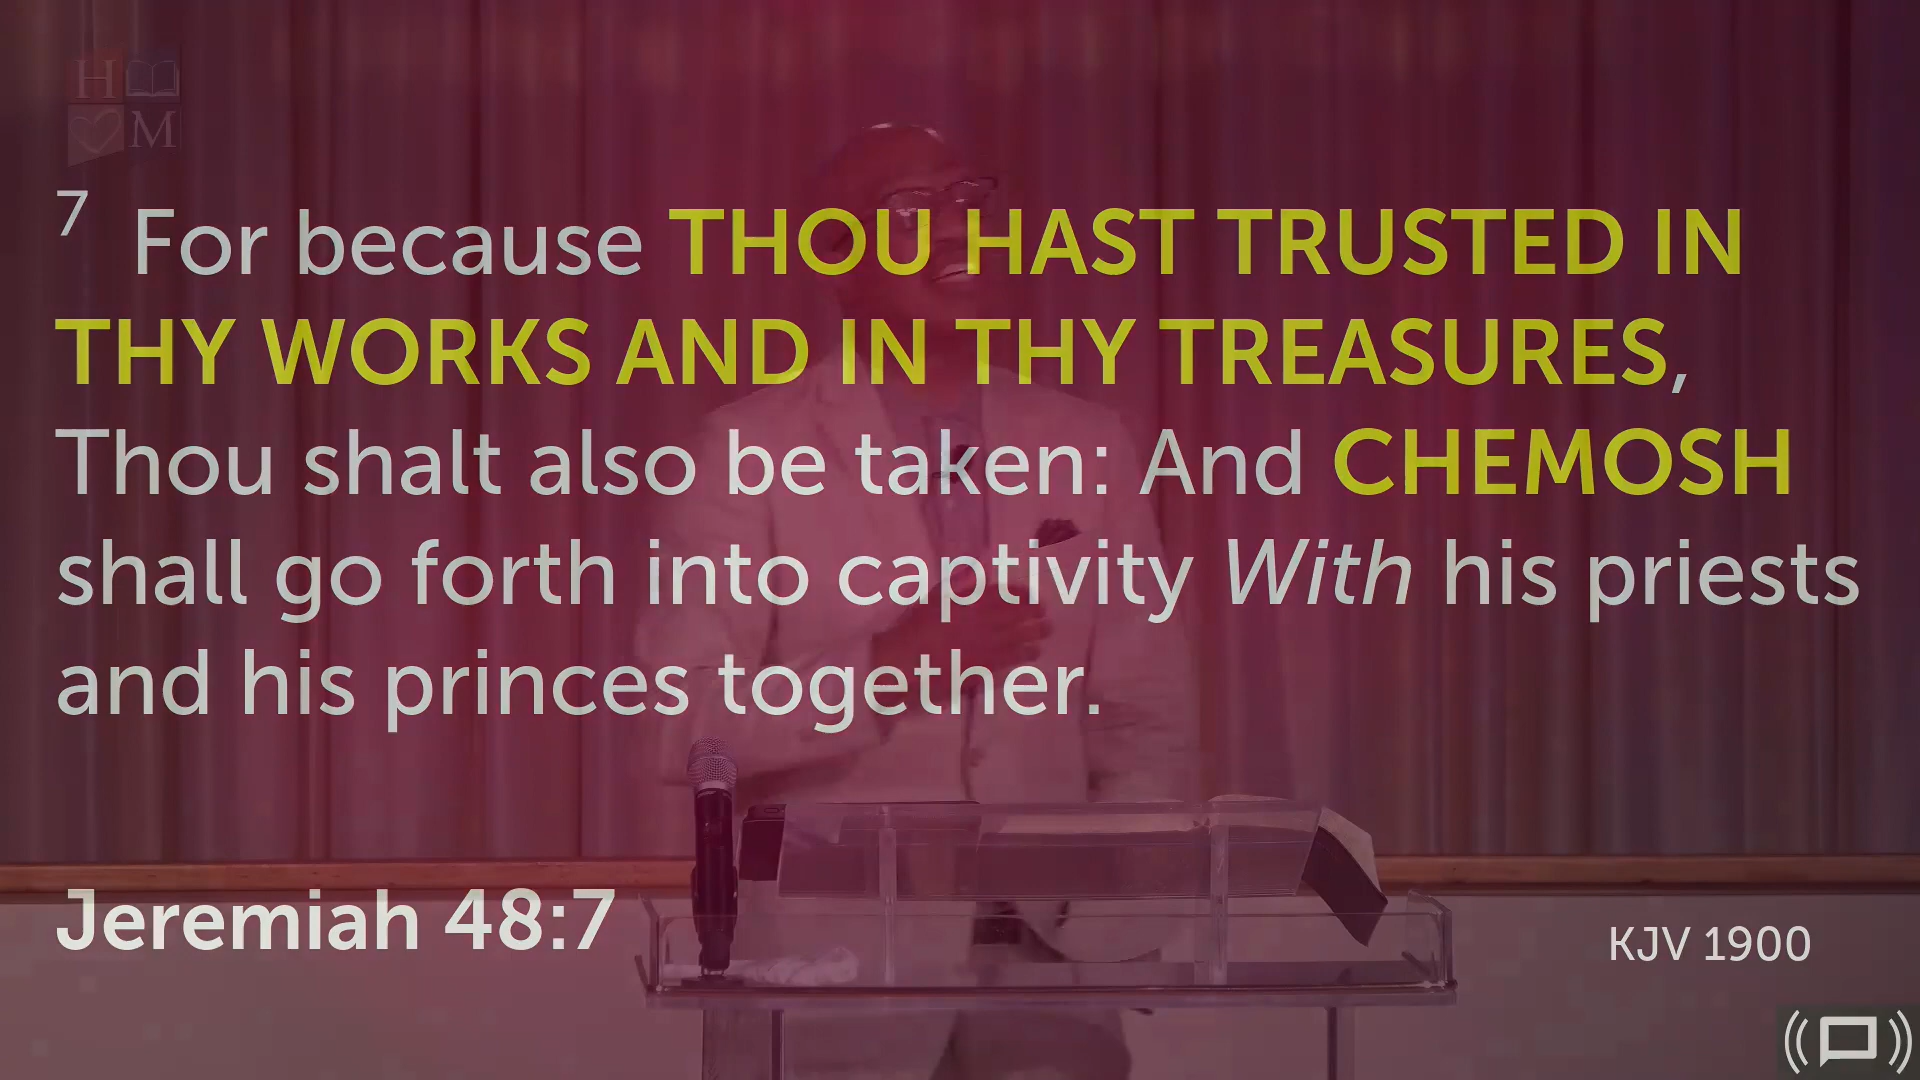 H
M
7 For because THOU HAST TRUSTED IN
THY WORKS AND IN THY TREASURES,
Thou shalt also be taken: And CHEMOSH
shall go forth into captivity With his priests
and his princes together.
Jeremiah 48:7
KJV 1900